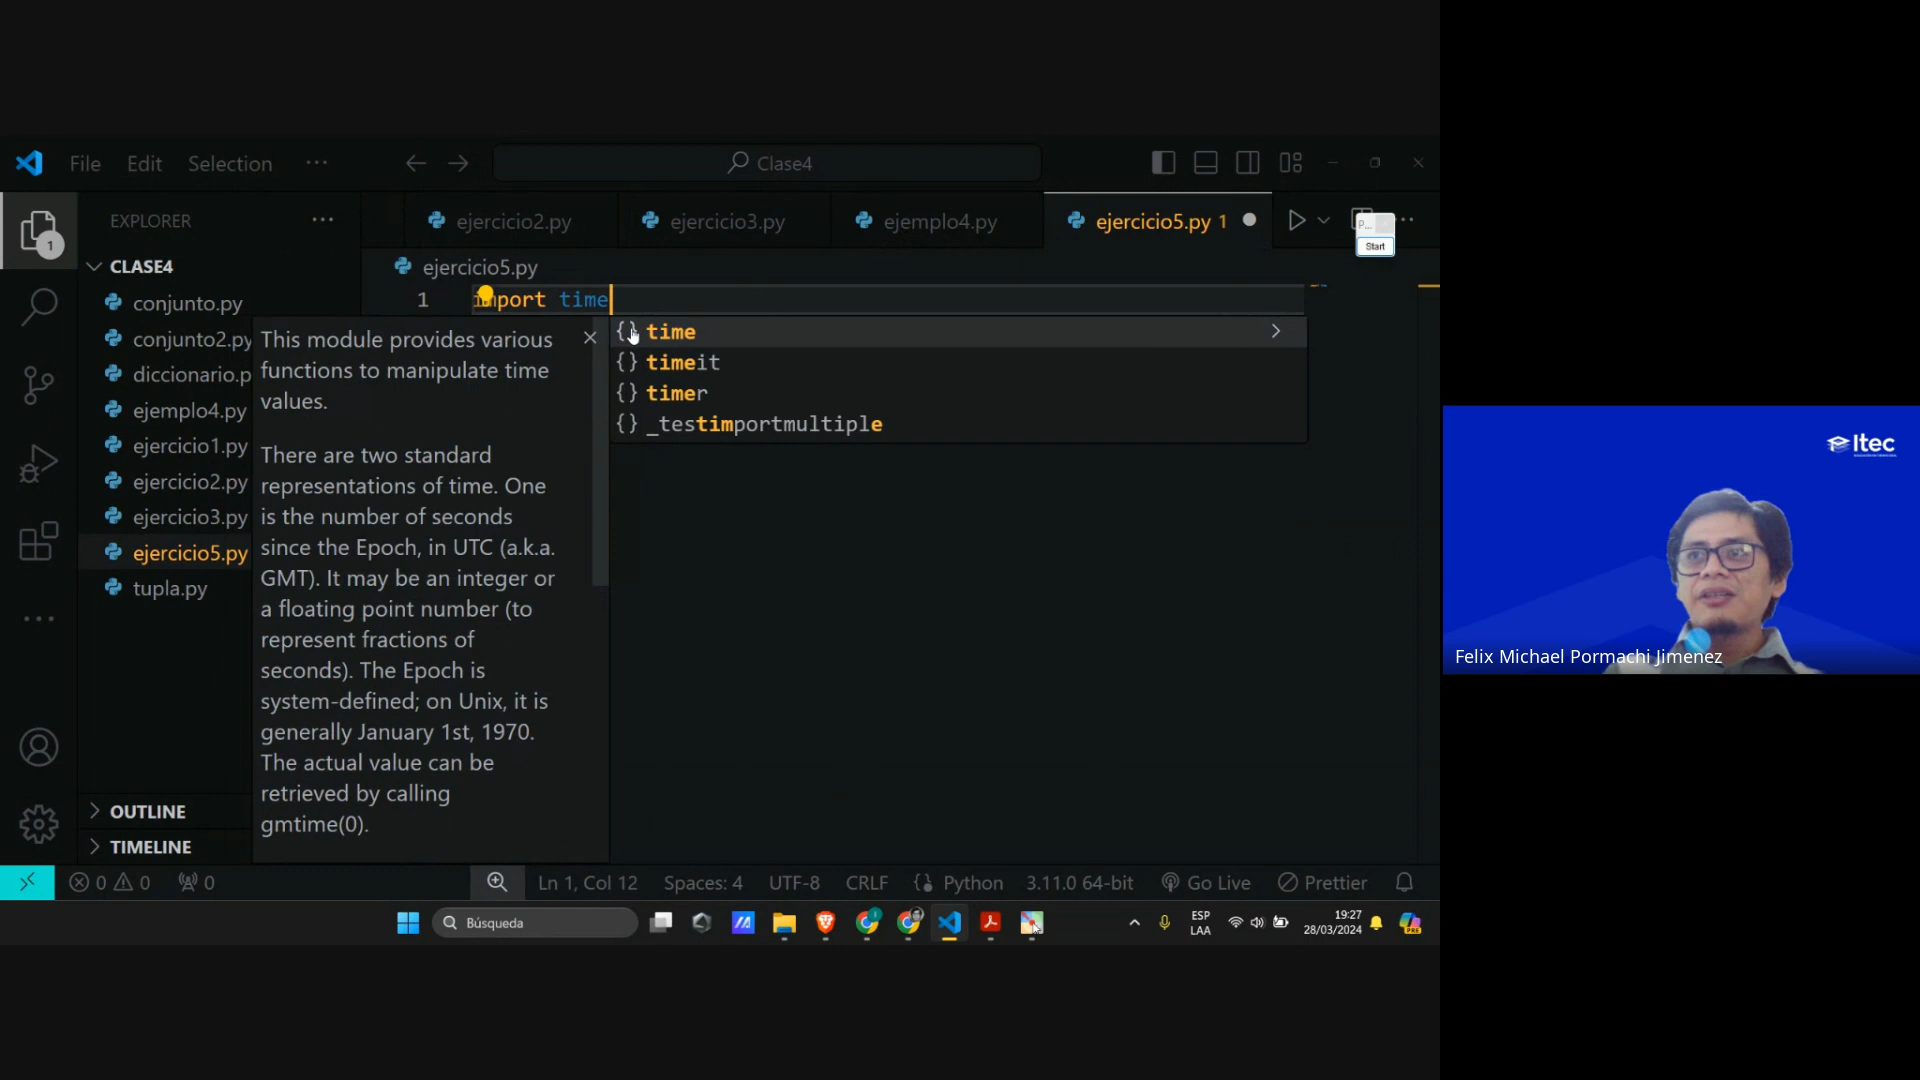 File Edit Selection ··· Clase4
EXPLORER ···
ejercicio2.py ejercicio3.py ejemplo4.py ejercicio5.py 1
P... Start
CLASE4
ejercicio5.py
1 import time
conjunto.py
conjunto2.py
diccionario.p
ejemplo4.py
ejercicio1.py
ejercicio2.py
ejercicio3.py
ejercicio5.py
tupla.py
1
This module provides various
functions to manipulate time
values.
There are two standard
representations of time. One
is the number of seconds
since the Epoch, in UTC (a.k.a.
GMT). It may be an integer or
a floating point number (to
represent fractions of
seconds). The Epoch is
system-defined; on Unix, it is
generally January 1st, 1970.
The actual value can be
retrieved by calling
gmtime(0).
{} time
{} timeit
{} timer
{} _testimportmultiple
OUTLINE
TIMELINE
0 0 0 Ln 1, Col 12 Spaces: 4 UTF-8 CRLF Python 3.11.0 64-bit Go Live Prettier
Búsqueda
ESP
LAA
19:27
28/03/2024
PRE
Itec
Felix Michael Pormachi Jimenez